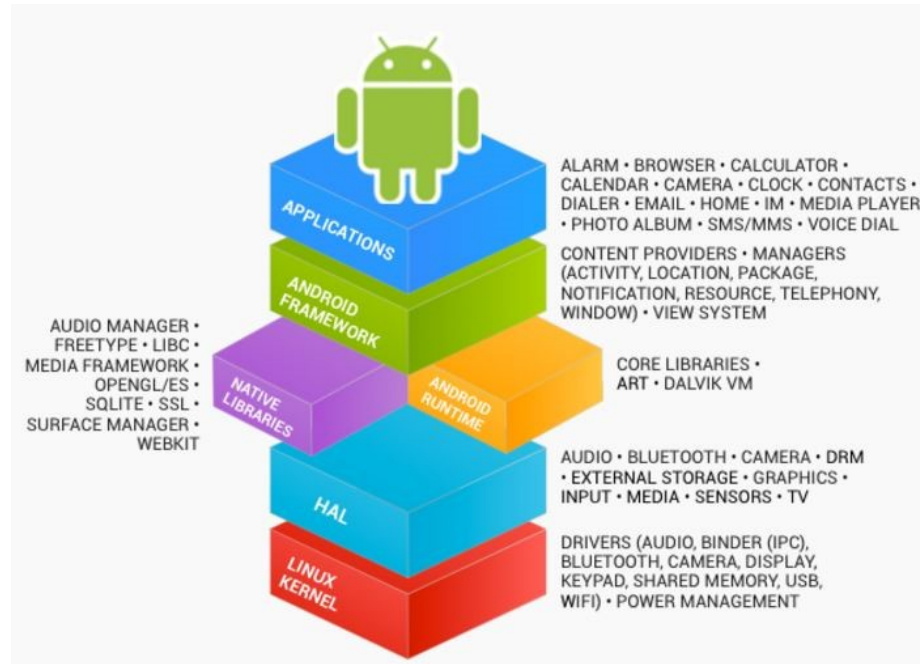 APPLICATIONS
ALARM • BROWSER • CALCULATOR •
CALENDAR • CAMERA • CLOCK • CONTACTS •
DIALER • EMAIL • HOME • IM • MEDIA PLAYER
• PHOTO ALBUM • SMS/MMS • VOICE DIAL
ANDROID
FRAMEWORK
CONTENT PROVIDERS • MANAGERS
(ACTIVITY, LOCATION, PACKAGE,
NOTIFICATION, RESOURCE, TELEPHONY,
WINDOW) • VIEW SYSTEM
AUDIO MANAGER •
FREETYPE • LIBC •
MEDIA FRAMEWORK •
OPENGL/ES •
SQLITE • SSL •
SURFACE MANAGER •
WEBKIT
NATIVE
LIBRARIES
ANDROID
RUNTIME
CORE LIBRARIES •
ART • DALVIK VM
HAL
AUDIO • BLUETOOTH • CAMERA • DRM
• EXTERNAL STORAGE • GRAPHICS •
INPUT • MEDIA • SENSORS • TV
LINUX
KERNEL
DRIVERS (AUDIO, BINDER (IPC),
BLUETOOTH, CAMERA, DISPLAY,
KEYPAD, SHARED MEMORY, USB,
WIFI) • POWER MANAGEMENT